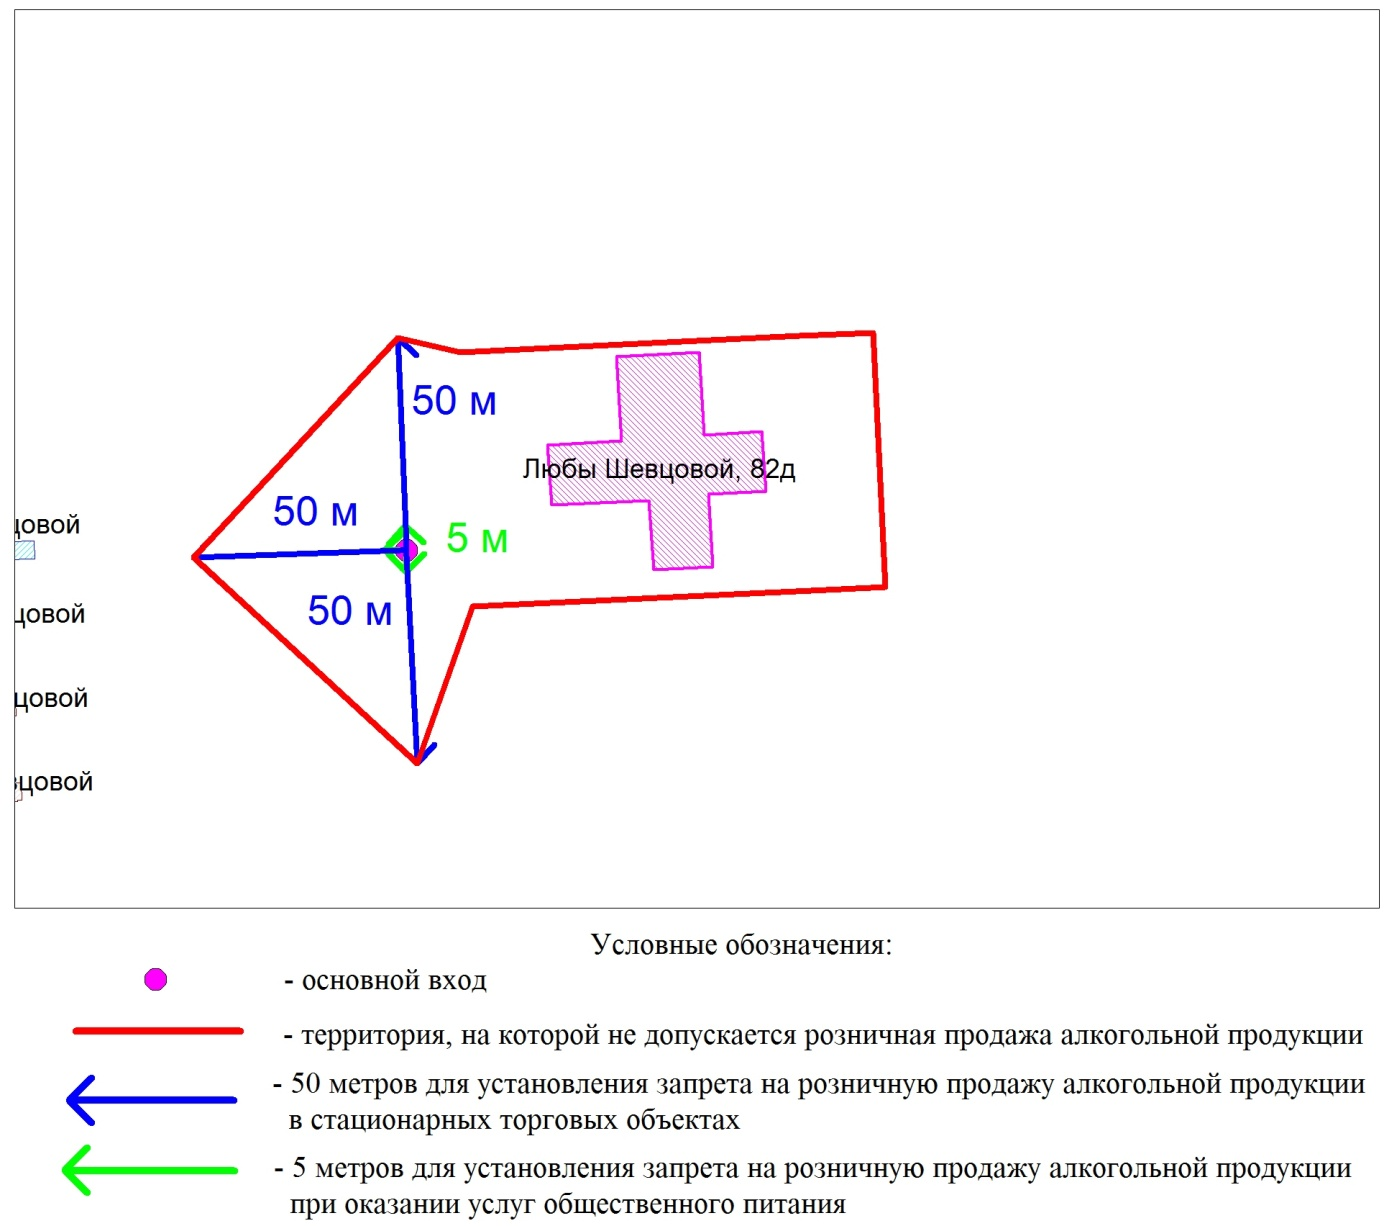 50 м
Любы Шевцовой, 82д
50 м
цовой
5 м
50 м
цовой
цовой
цовой
Условные обозначения:
- основной вход
- территория, на которой не допускается розничная продажа алкогольной продукции
- 50 метров для установления запрета на розничную продажу алкогольной продукции
в стационарных торговых объектах
- 5 метров для установления запрета на розничную продажу алкогольной продукции
при оказании услуг общественного питания